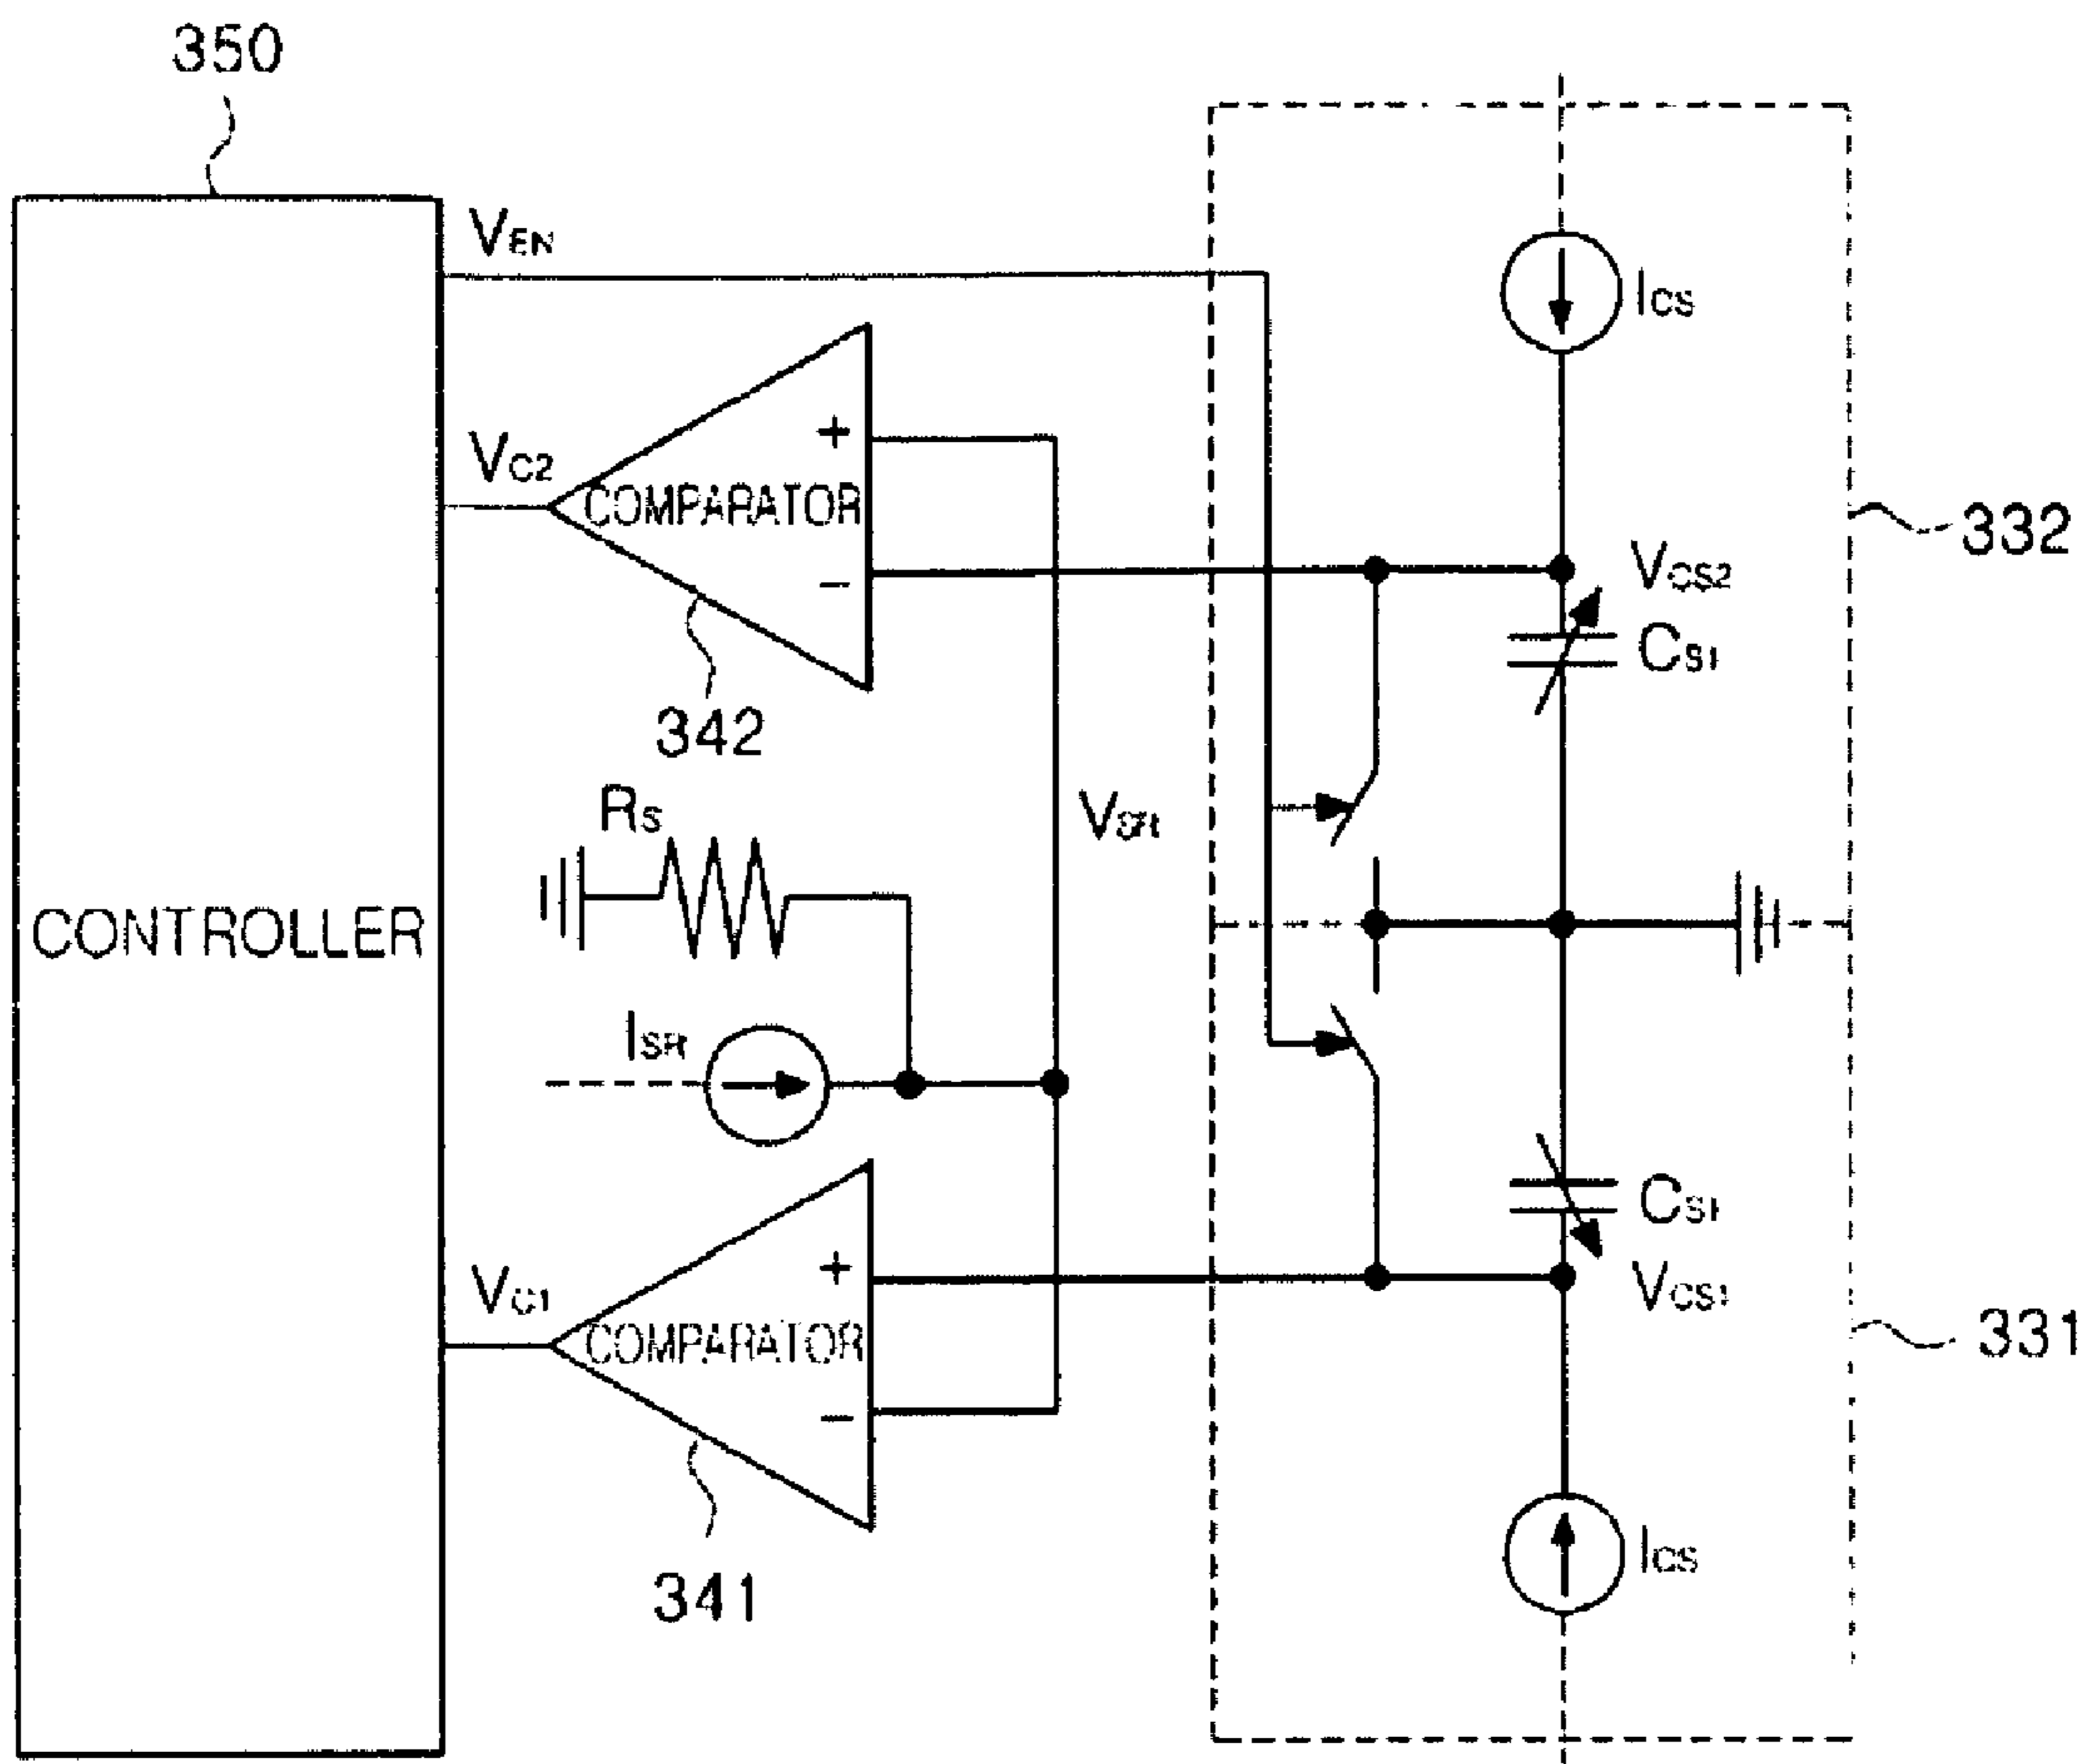 350
VEN
ICS
+
VC2
COMPARATOR
332
VCS2
−
CS1
342
RS
VSR
CONTROLLER
ISR
CS1
+
VC1
VCS1
COMPARATOR
331
−
ICS
341